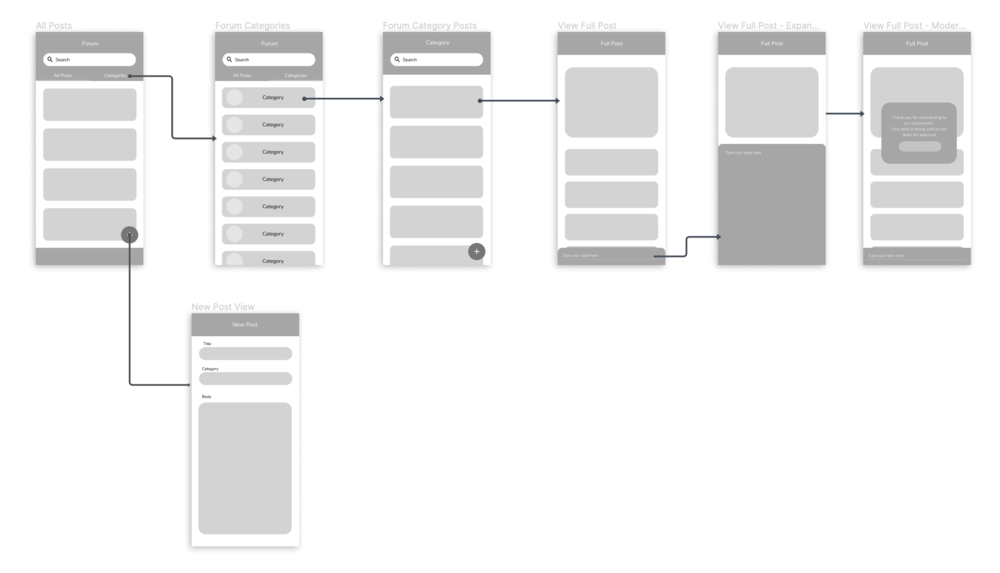 All Posts
Forum
Search
All Posts
Categories
Forum Categories
Forum
Search
All Posts
Categories
Category
Category
Category
Category
Category
Category
Category
Forum Category Posts
Category
Search
+
View Full Post
Full Post
Type your reply here
View Full Post - Expan...
Full Post
Type your reply here
View Full Post - Moder...
Full Post
Thank you for contributing to
our community!
Your post is being sent to our
team for approval.
Type your reply here
New Post View
New Post
Title
Category
Body